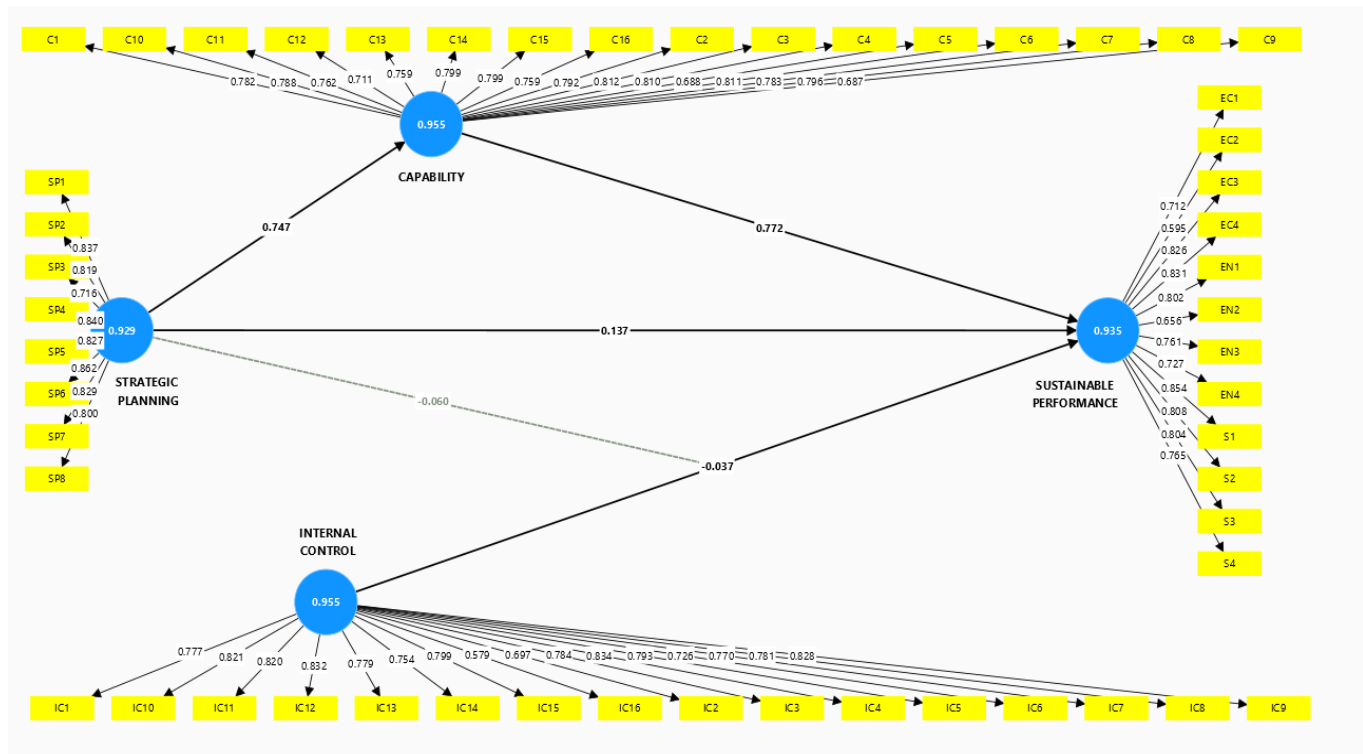 C1 C10 C11 C12 C13 C14 C15 C16 C2 C3 C4 C5 C6 C7 C8 C9
0.782 0.788 0.762 0.711 0.759 0.799 0.799 0.759 0.792 0.812 0.810 0.688 0.811 0.783 0.796 0.687
0.955
CAPABILITY
SP1
SP2
SP3
SP4
SP5
SP6
SP7
SP8
0.837
0.819
0.716
0.840
0.827
0.862
0.829
0.800
0.929
STRATEGIC
PLANNING
0.747
0.772
0.137
-0.060
-0.037
0.935
SUSTAINABLE
PERFORMANCE
0.712
0.595
0.826
0.831
0.802
0.656
0.761
0.727
0.854
0.808
0.804
0.765
EC1
EC2
EC3
EC4
EN1
EN2
EN3
EN4
S1
S2
S3
S4
INTERNAL
CONTROL
0.955
0.777 0.821 0.820 0.832 0.779 0.754 0.799 0.579 0.697 0.784 0.834 0.793 0.726 0.770 0.781 0.828
IC1 IC10 IC11 IC12 IC13 IC14 IC15 IC16 IC2 IC3 IC4 IC5 IC6 IC7 IC8 IC9